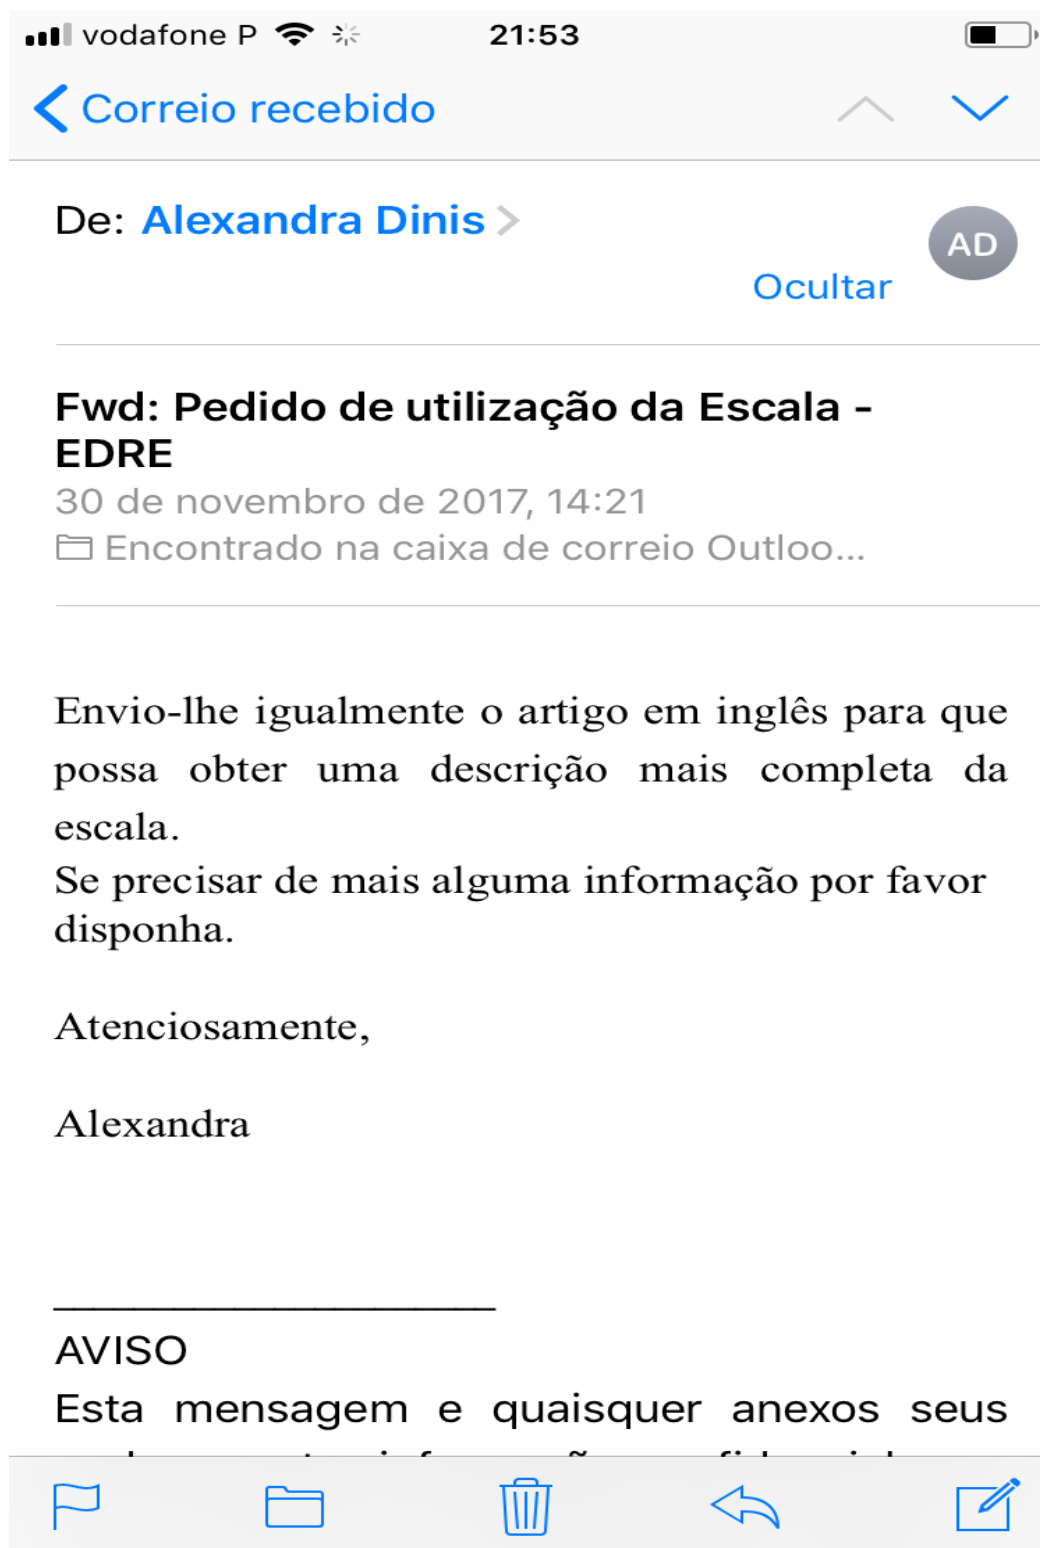 vodafone P 21:53
Correio recebido
De: Alexandra Dinis
AD
Ocultar
Fwd: Pedido de utilização da Escala -
EDRE
30 de novembro de 2017, 14:21
Encontrado na caixa de correio Outloo...
Envio-lhe igualmente o artigo em inglês para que
possa obter uma descrição mais completa da
escala.
Se precisar de mais alguma informação por favor
disponha.
Atenciosamente,
Alexandra
AVISO
Esta mensagem e quaisquer anexos seus